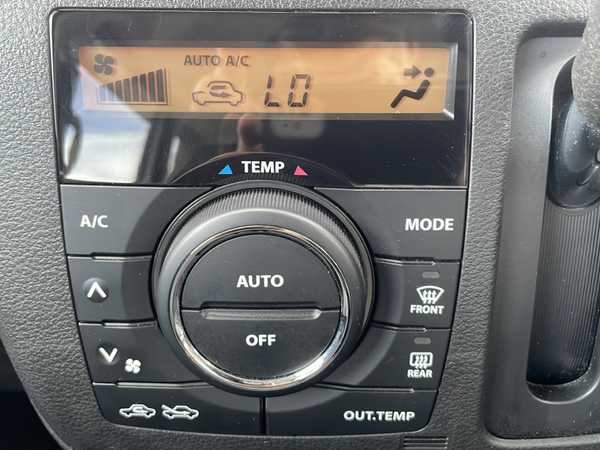 AUTO A/C
LO
TEMP
A/C
MODE
AUTO
FRONT
OFF
REAR
OUT.TEMP